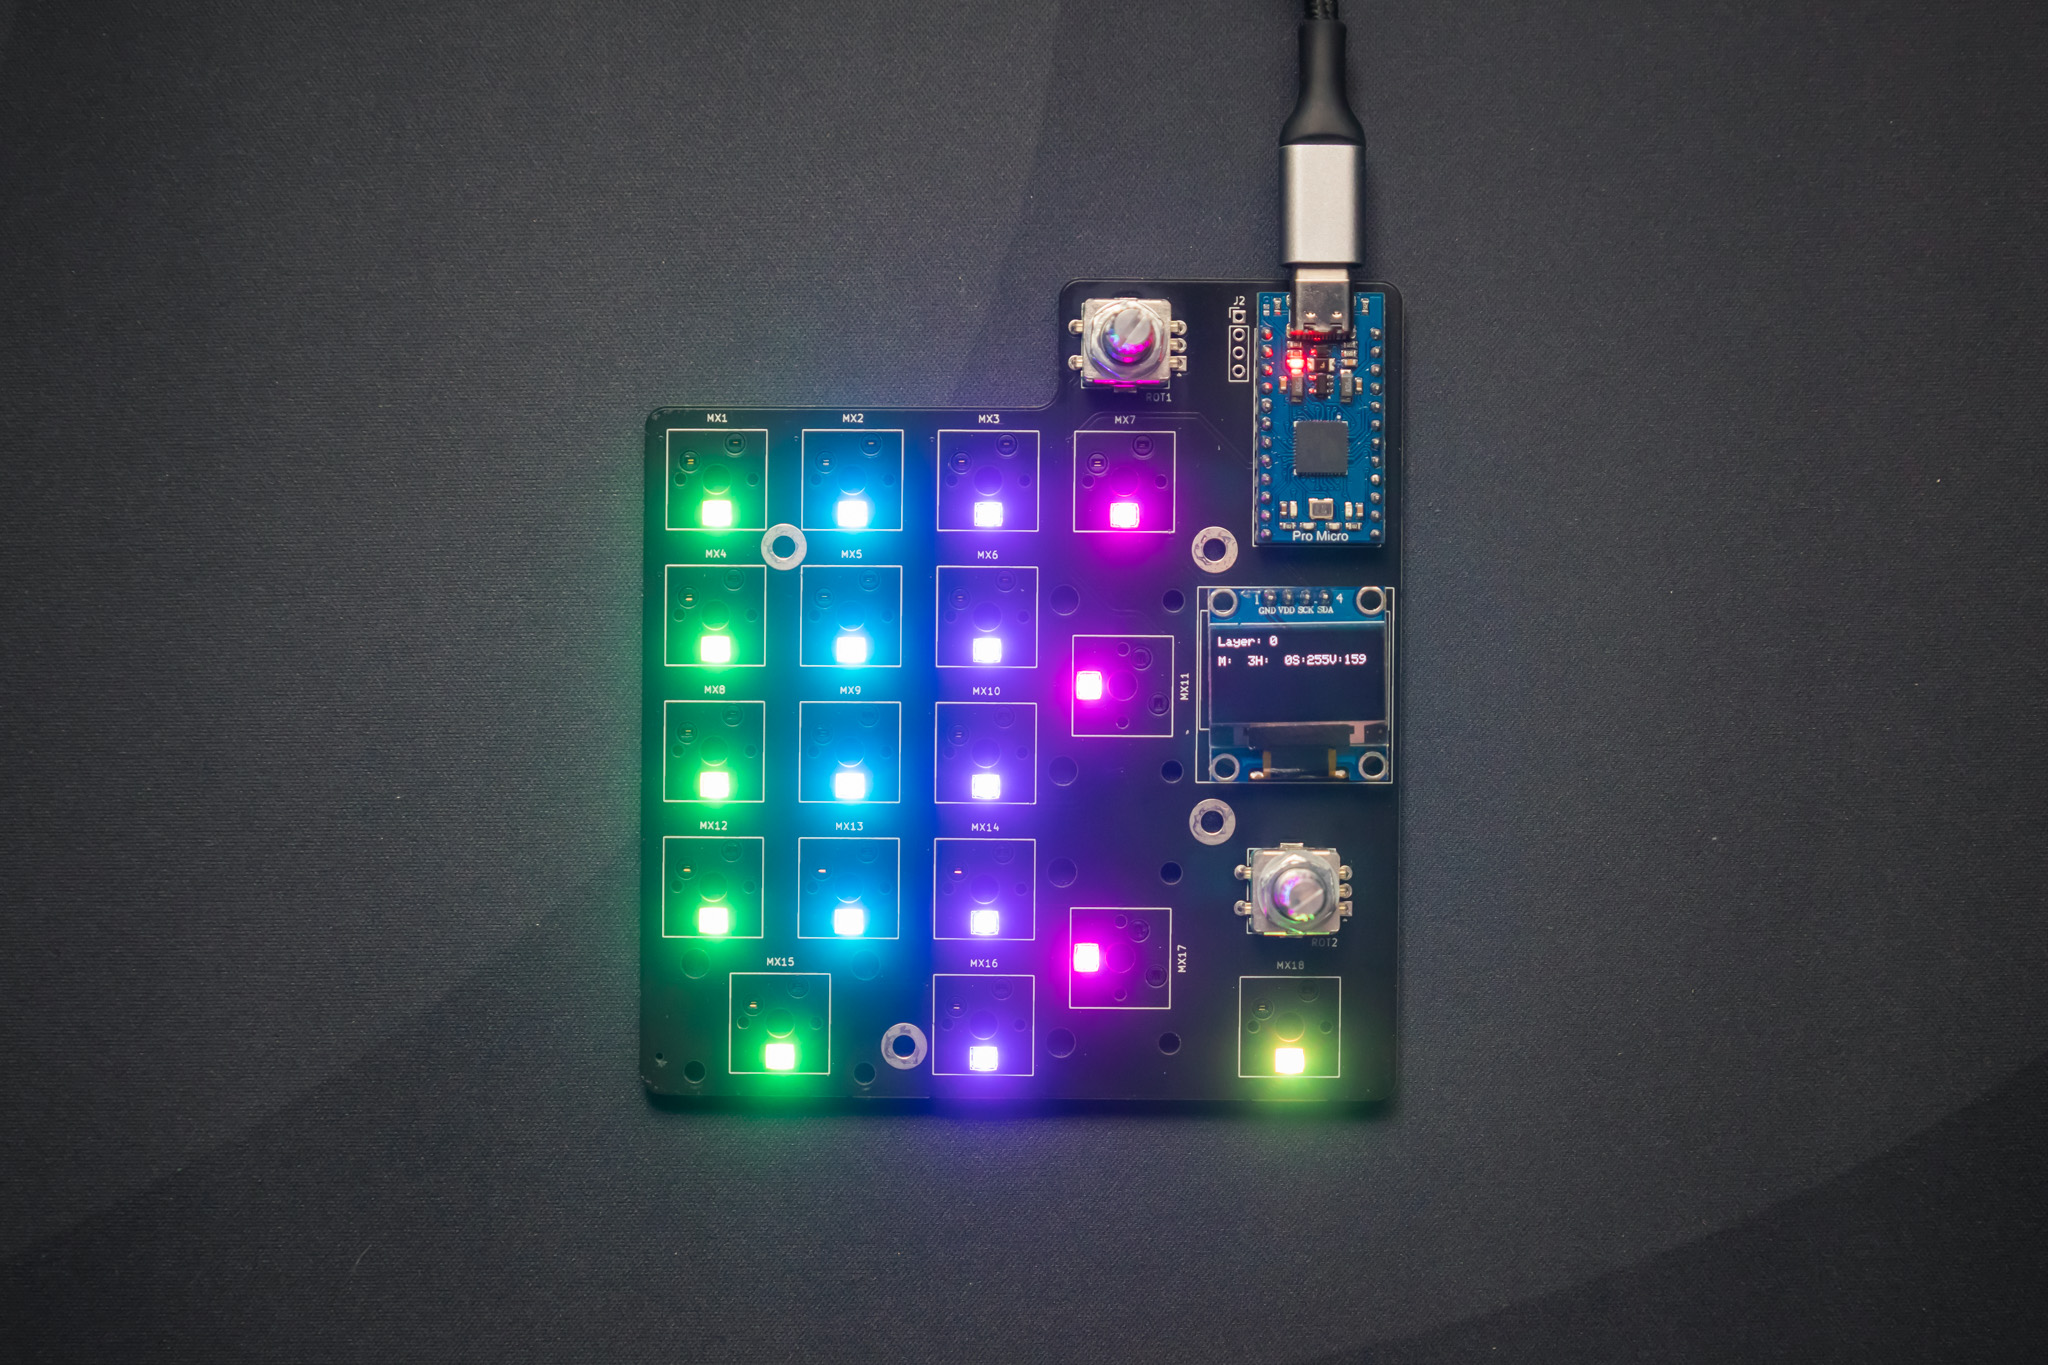 J2
ROT1
MX1 MX2 MX3 MX7
Pro Micro
MX4 MX5 MX6
1 4
GND VDD SCK SDA
Layer: 0
M:  3H:  0S:255V:159
MX11
MX8 MX9 MX10
MX12 MX13 MX14
ROT2
MX17
MX15 MX16 MX18